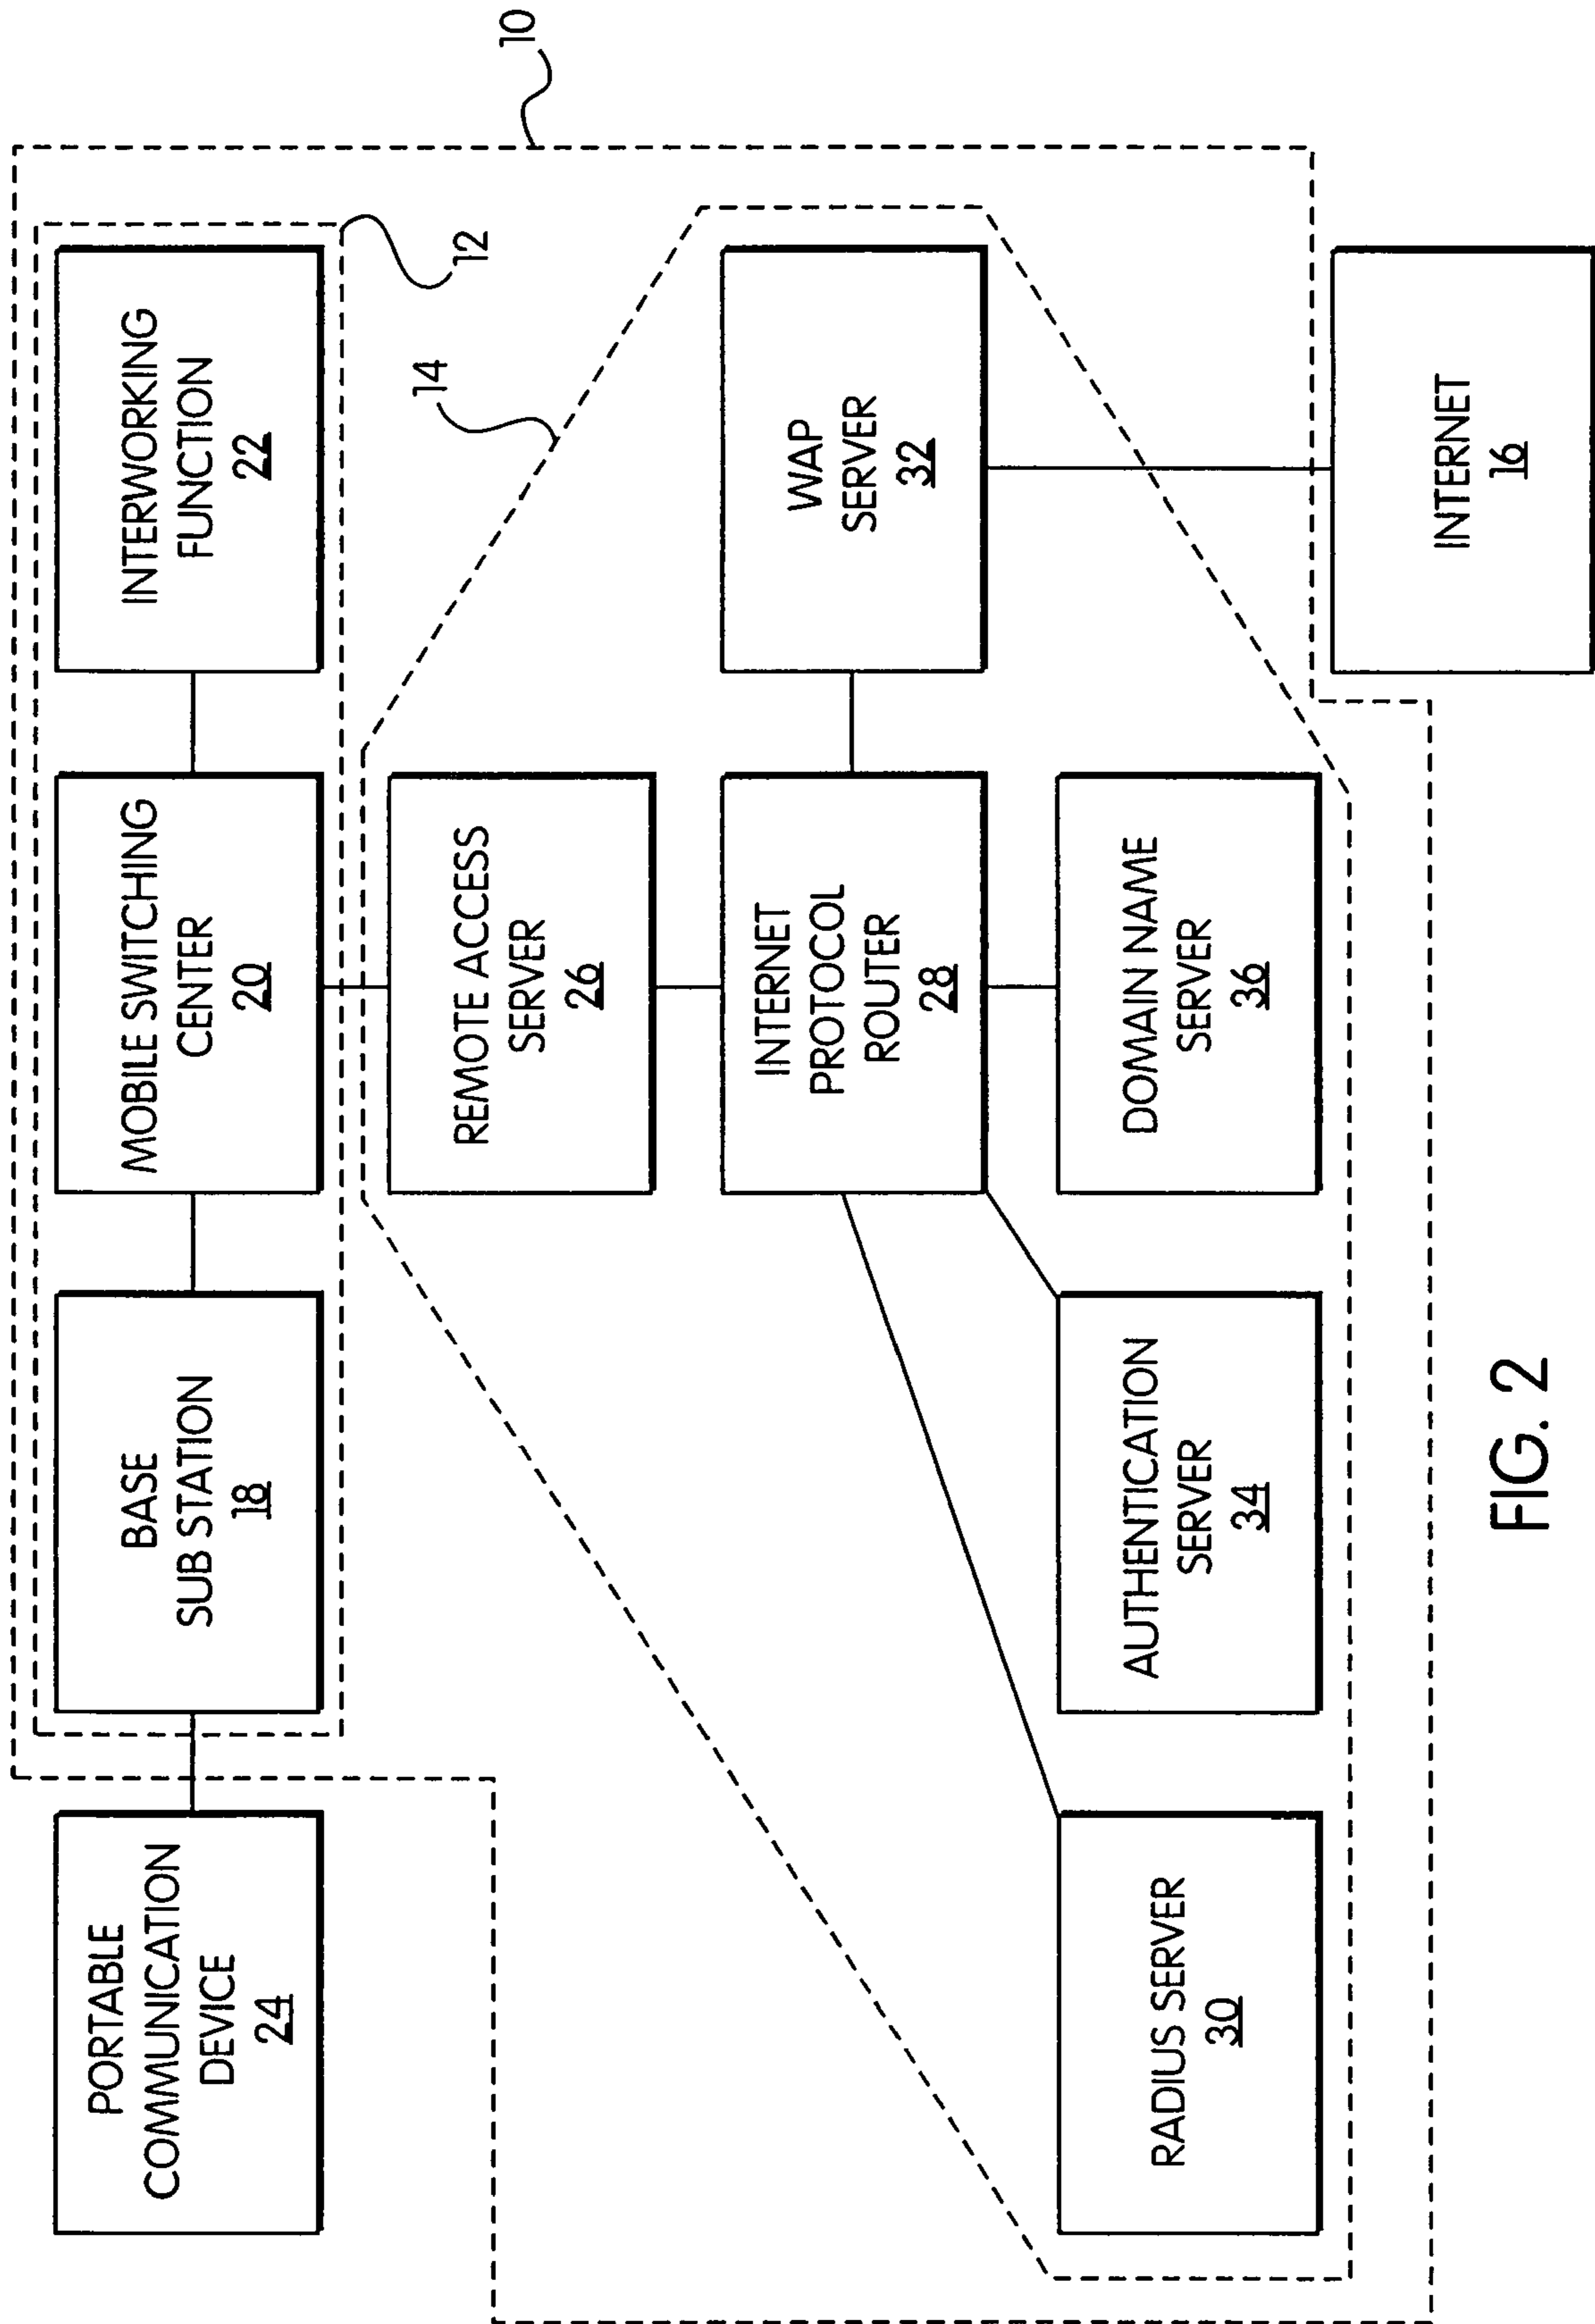 PORTABLE
COMMUNICATION
DEVICE
24
BASE
SUB STATION
18
MOBILE SWITCHING
CENTER
20
INTERWORKING
FUNCTION
22
10
12
14
REMOTE ACCESS
SERVER
26
INTERNET
PROTOCOL
ROUTER
28
WAP
SERVER
32
RADIUS SERVER
30
AUTHENTICATION
SERVER
34
DOMAIN NAME
SERVER
36
INTERNET
16
FIG. 2